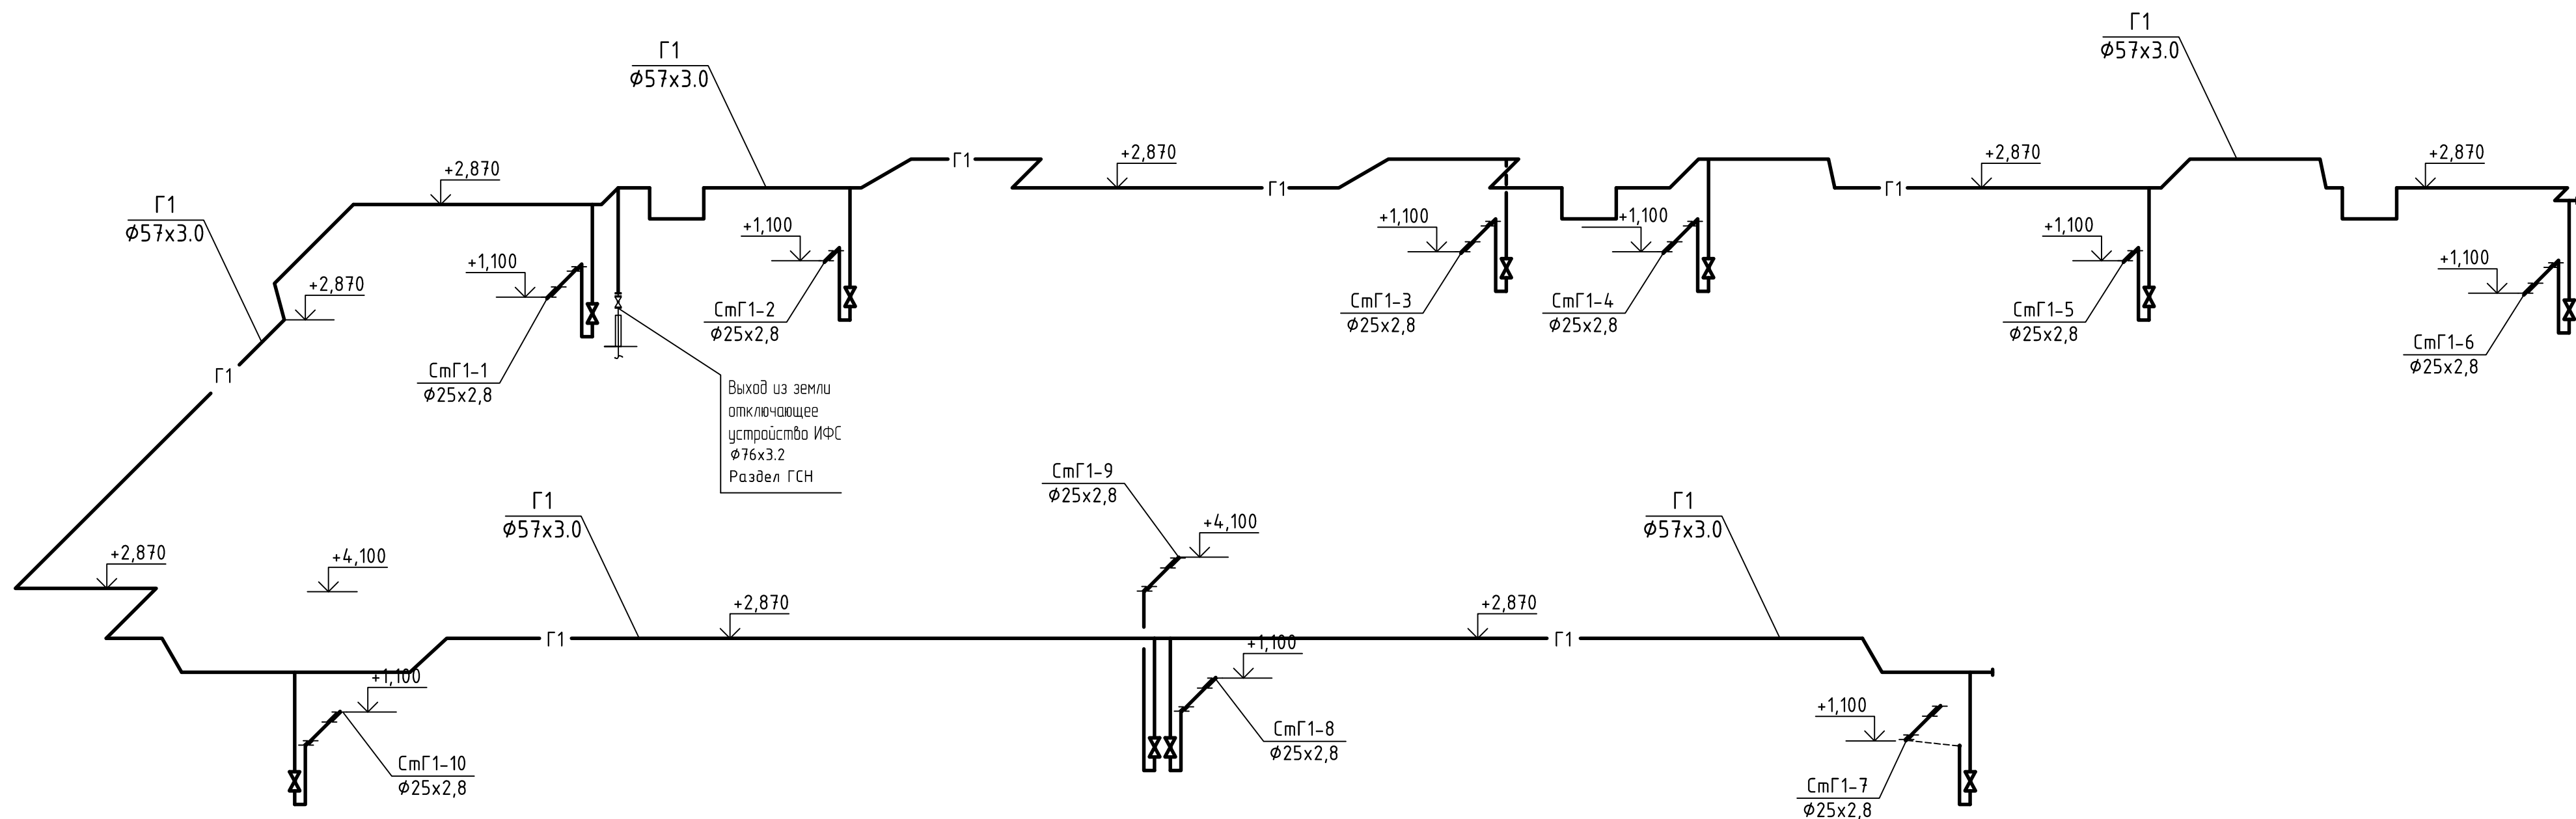 Г1
Ф57х3.0
Г1
Ф57х3.0
Г1
Ф57х3.0
+2,870
+2,870
Г1
+1,100
СтГ1-1
Ф25х2,8
+1,100
СтГ1-2
Ф25х2,8
Выход из земли
отключающее
устройство ИФС
Ф76х3.2
Раздел ГСН
Г1
+2,870
Г1
+1,100
СтГ1-3
Ф25х2,8
+1,100
СтГ1-4
Ф25х2,8
Г1
+2,870
+1,100
СтГ1-5
Ф25х2,8
+2,870
+1,100
СтГ1-6
Ф25х2,8
+2,870
+4,100
+1,100
СтГ1-10
Ф25х2,8
Г1
Ф57х3.0
Г1
+2,870
СтГ1-9
Ф25х2,8
+4,100
+1,100
СтГ1-8
Ф25х2,8
+2,870
Г1
Г1
Ф57х3.0
+1,100
СтГ1-7
Ф25х2,8